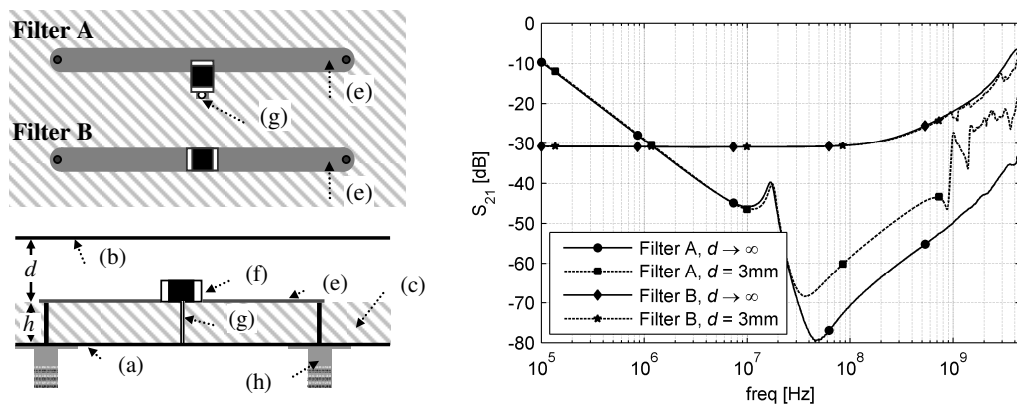 Filter A
(e)
(g)
Filter B
(e)
d
h
(b)
(f)
(e)
(c)
(g)
(a)
(h)
0
-10
-20
-30
-40
-50
-60
-70
-80
S21 [dB]
Filter A, d → ∞
Filter A, d = 3mm
Filter B, d → ∞
Filter B, d = 3mm
10^5
10^6
10^7
10^8
10^9
freq [Hz]